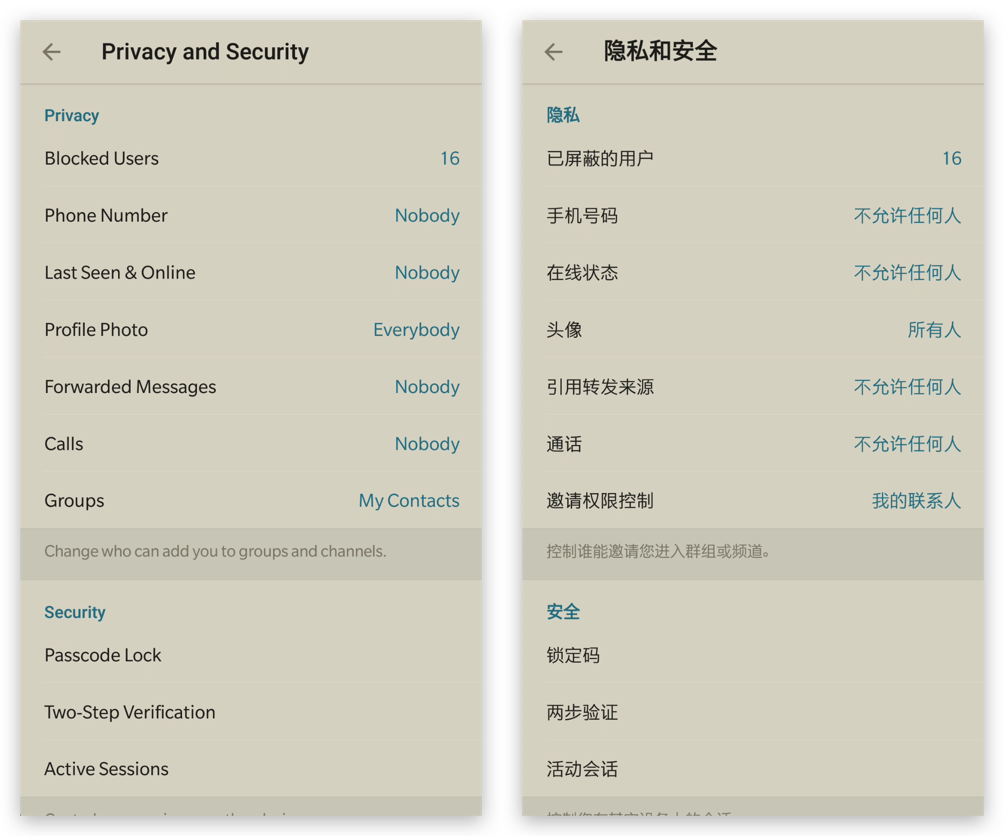 Privacy and Security
Privacy
Blocked Users 16
Phone Number Nobody
Last Seen & Online Nobody
Profile Photo Everybody
Forwarded Messages Nobody
Calls Nobody
Groups My Contacts
Change who can add you to groups and channels.
Security
Passcode Lock
Two-Step Verification
Active Sessions
隐私和安全
隐私
已屏蔽的用户 16
手机号码 不允许任何人
在线状态 不允许任何人
头像 所有人
引用转发来源 不允许任何人
通话 不允许任何人
邀请权限控制 我的联系人
控制谁能邀请您进入群组或频道。
安全
锁定码
两步验证
活动会话